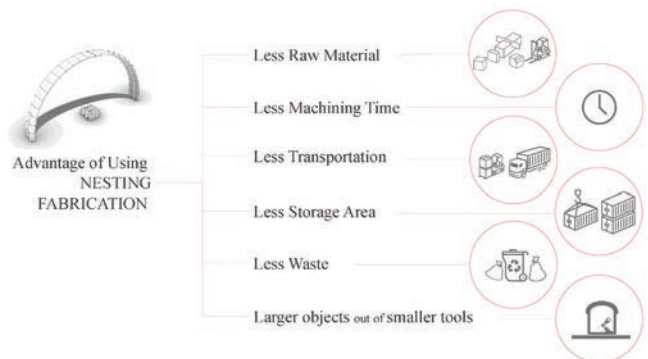 Less Raw Material
Less Machining Time
Less Transportation
Advantage of Using
NESTING
FABRICATION
Less Storage Area
Less Waste
Larger objects out of smaller tools